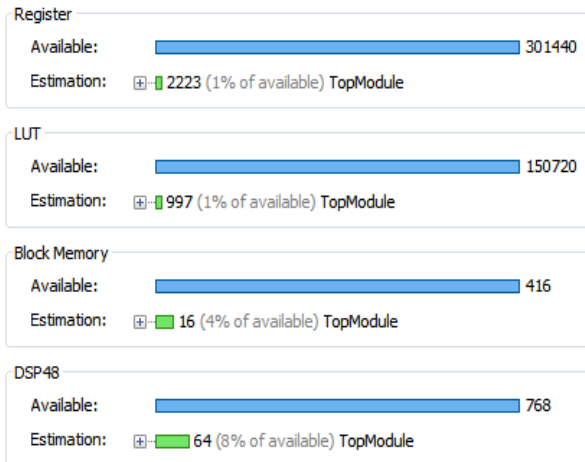 Register
Available: 301440
Estimation: 2223 (1% of available) TopModule
LUT
Available: 150720
Estimation: 997 (1% of available) TopModule
Block Memory
Available: 416
Estimation: 16 (4% of available) TopModule
DSP48
Available: 768
Estimation: 64 (8% of available) TopModule